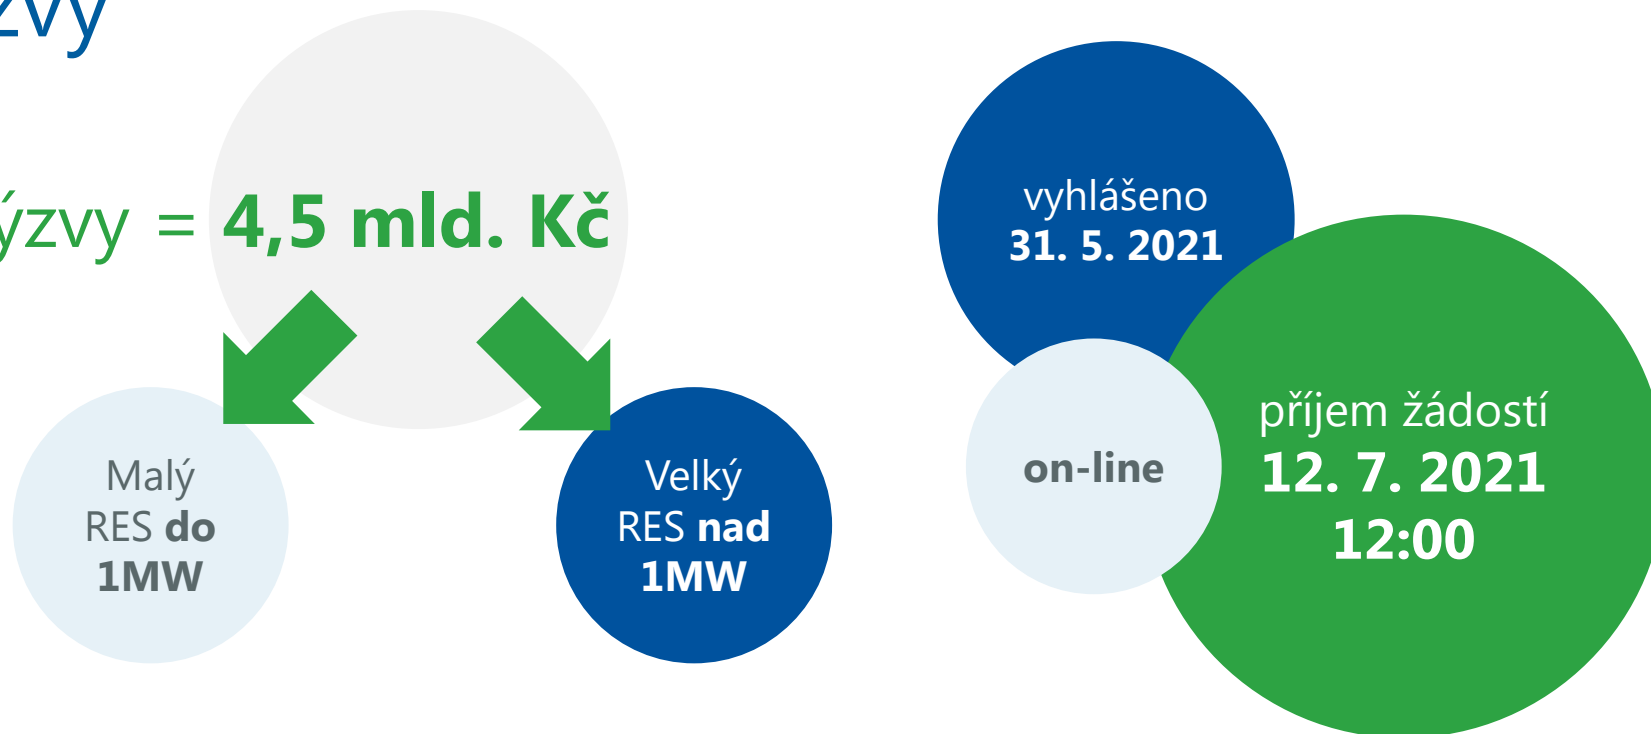 zvy
ýzvy = 4,5 mld. Kč
Malý
RES do
1MW
Velký
RES nad
1MW
vyhlášeno
31. 5. 2021
on-line
příjem žádostí
12. 7. 2021
12:00